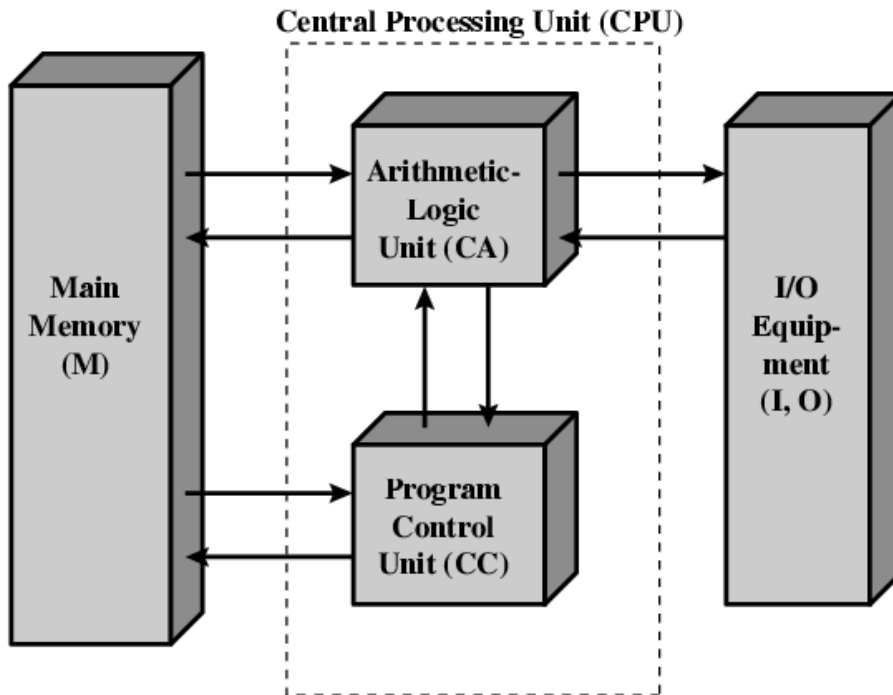 Central Processing Unit (CPU)
Main
Memory
(M)
Arithmetic-
Logic
Unit (CA)
Program
Control
Unit (CC)
I/O
Equip-
ment
(I, O)